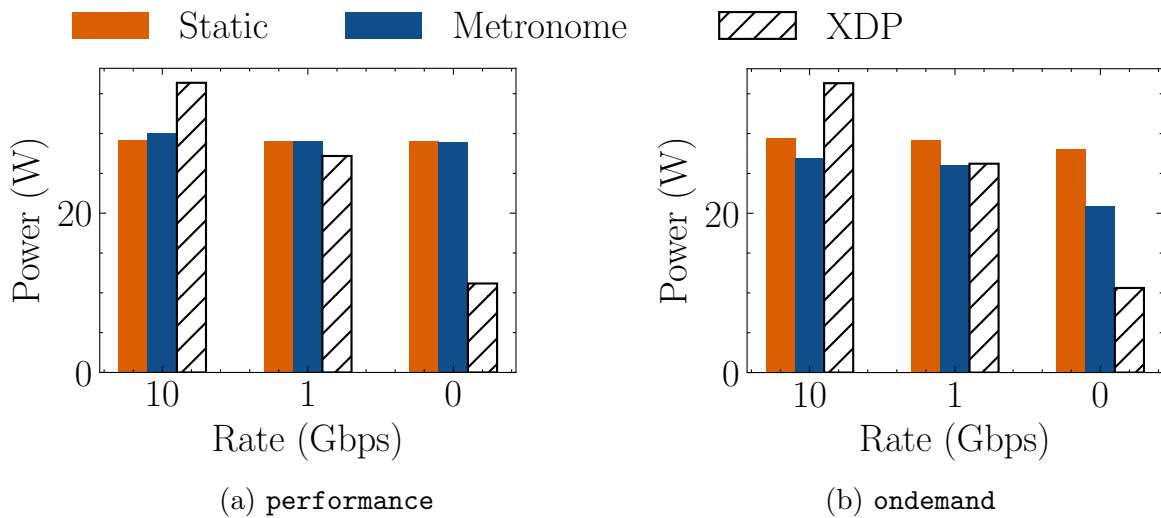 Static Metronome XDP
Power (W)
20
0
10 1 0
Rate (Gbps)
(a) performance
Power (W)
20
0
10 1 0
Rate (Gbps)
(b) ondemand